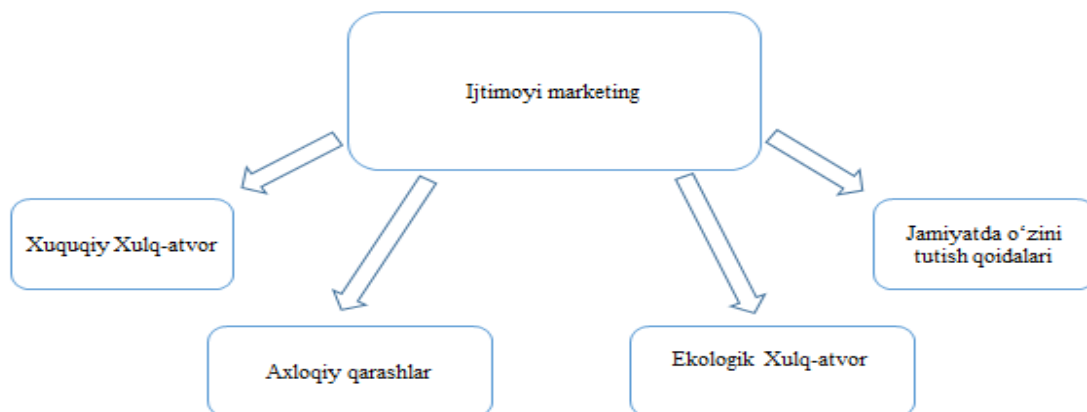 Ijtimoyi marketing
Xuquqiy Xulq-atvor
Jamiyatda o‘zini
tutish qoidalari
Axloqiy qarashlar
Ekologik Xulq-atvor